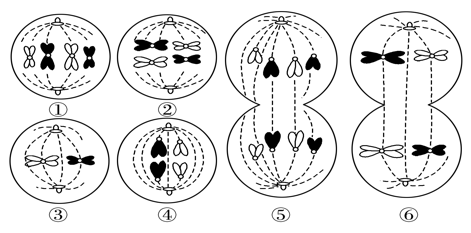 ① ②
③ ④ ⑤ ⑥